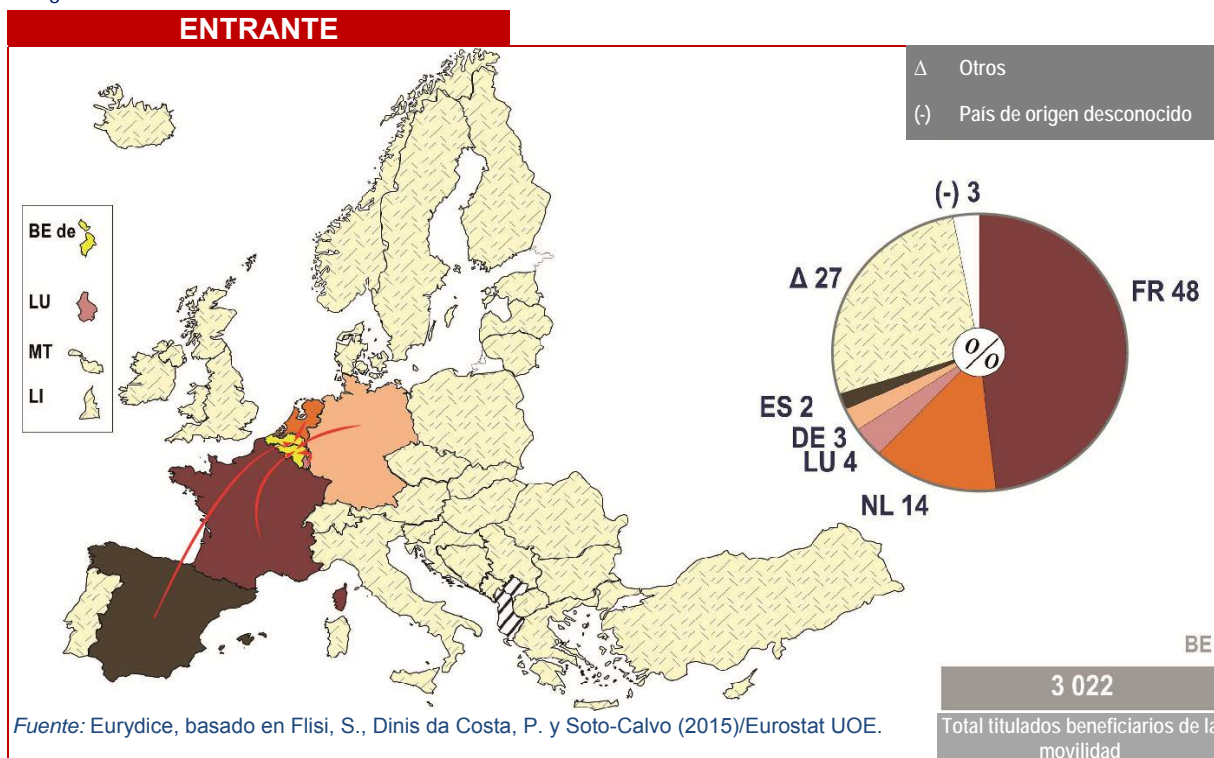 ENTRANTE
Δ Otros
(-) País de origen desconocido
BE de
LU
MT
LI
(-) 3
Δ 27
FR 48
%
ES 2
DE 3
LU 4
NL 14
BE
3 022
Total titulados beneficiarios de la
movilidad
Fuente: Eurydice, basado en Flisi, S., Dinis da Costa, P. y Soto-Calvo (2015)/Eurostat UOE.